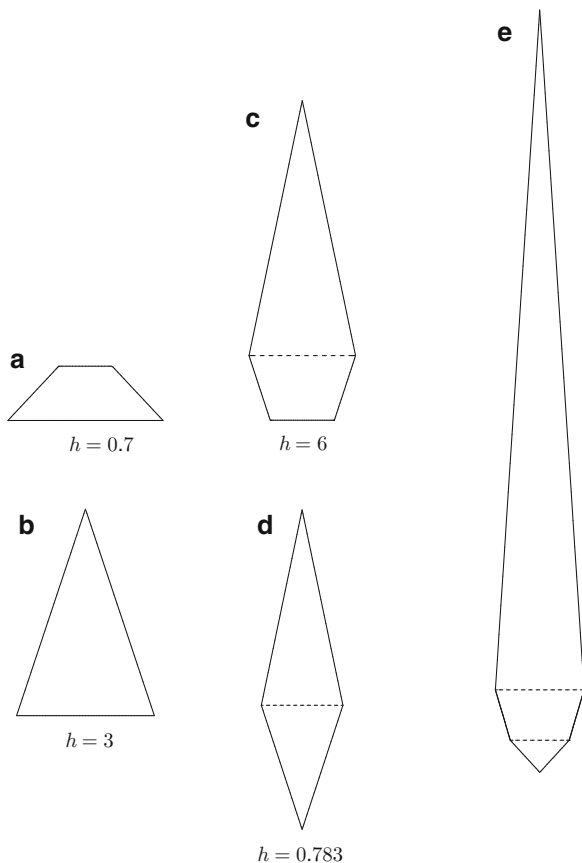 a
h = 0.7
b
h = 3
c
h = 6
d
h = 0.783
e